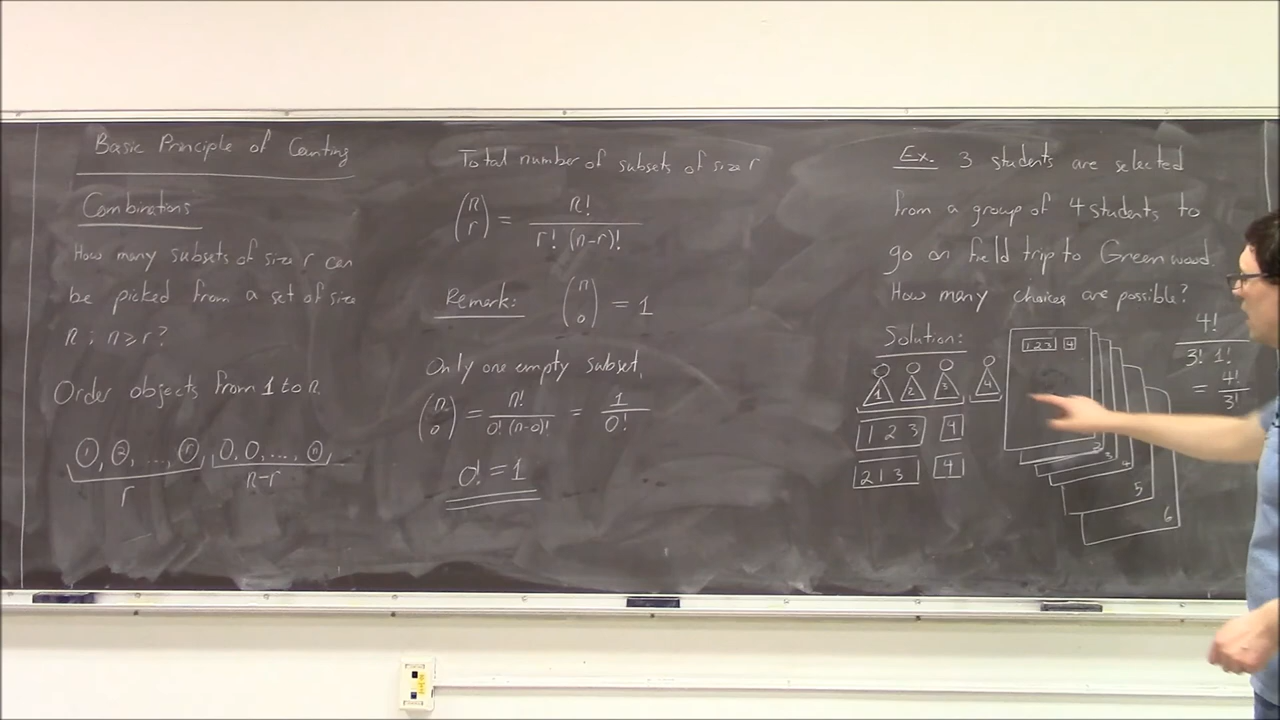 Basic Principle of Counting
Combinations
How many subsets of size r can
be picked from a set of size
n ; n ≥ r?
Order objects from 1 to n
1, 2, ..., n, 0, 0, ..., n
r n-r
Total number of subsets of size r
(n r) = n! / r! (n-r)!
Remark: (n 0) = 1
Only one empty subset.
(n 0) = n! / 0! (n-0)! = 1 / 0!
0! = 1
Ex. 3 students are selected
from a group of 4 students to
go on field trip to Greenwood.
How many choices are possible?
Solution:
1 2 3 4
1 2 3 4
2 1 3 4
1 2 3 4
2
3
4
5
6
4! / 3! 1!
= 4! / 3!